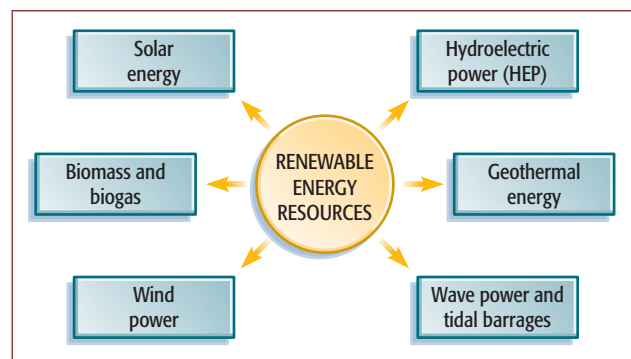 Solar
energy
Hydroelectric
power (HEP)
Biomass and
biogas
RENEWABLE
ENERGY
RESOURCES
Geothermal
energy
Wind
power
Wave power and
tidal barrages